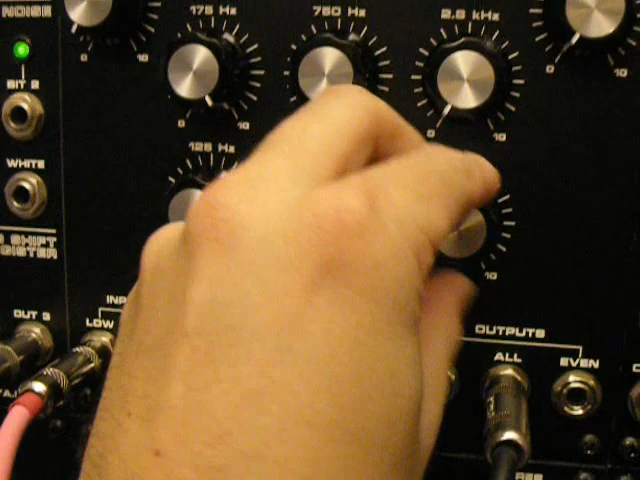 NOISE
175 Hz
750 Hz
2.8 kHz
0
10
0
10
0
10
0
10
BIT 2
125 Hz
WHITE
10
SHIFT
OUT 3
LOW
OUTPUTS
ALL
EVEN